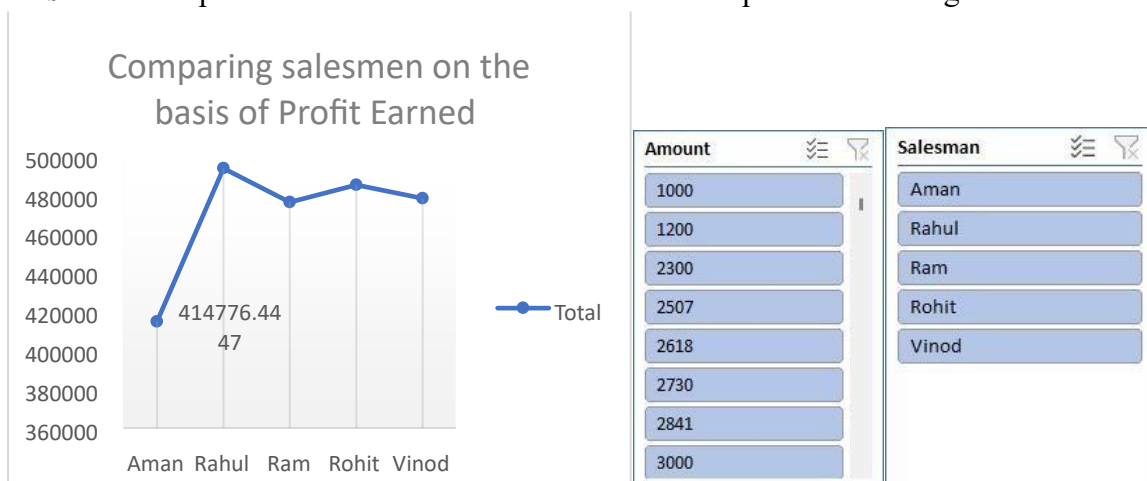 Comparing salesmen on the
basis of Profit Earned
500000
480000
460000
440000
420000
400000
380000
360000
414776.44
47
Aman Rahul Ram Rohit Vinod
Total
Amount
1000
1200
2300
2507
2618
2730
2841
3000
Salesman
Aman
Rahul
Ram
Rohit
Vinod